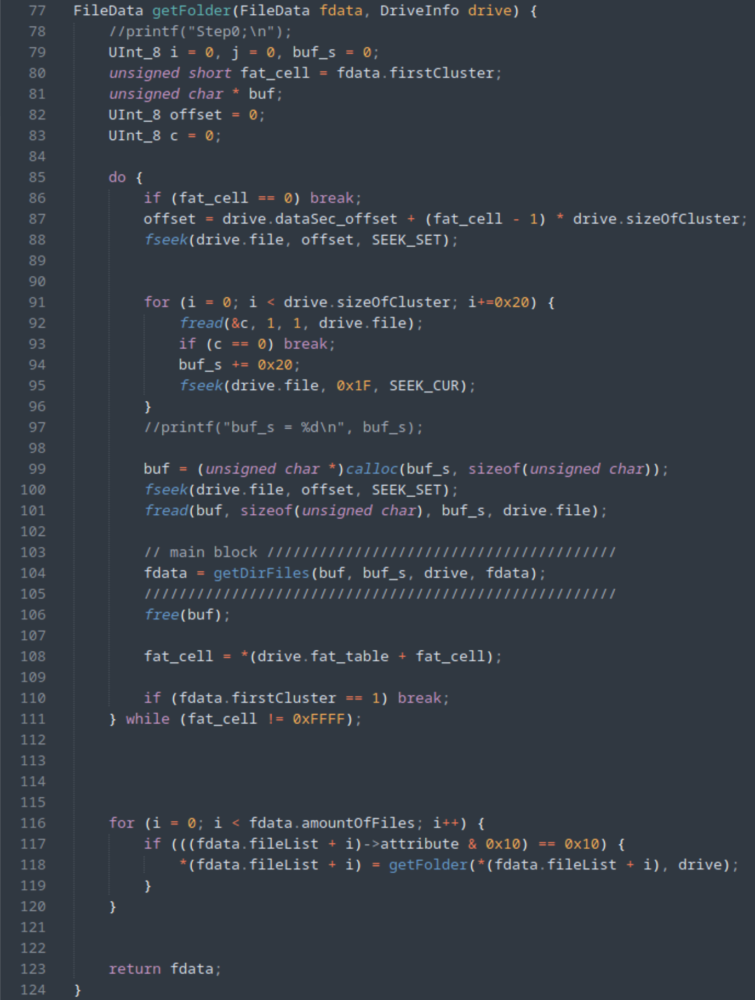 77 FileData getFolder(FileData fdata, DriveInfo drive) {
78 //printf("Step0;\n");
79 UInt_8 i = 0, j = 0, buf_s = 0;
80 unsigned short fat_cell = fdata.firstCluster;
81 unsigned char * buf;
82 UInt_8 offset = 0;
83 UInt_8 c = 0;
84
85 do {
86 if (fat_cell == 0) break;
87 offset = drive.dataSec_offset + (fat_cell - 1) * drive.sizeOfCluster;
88 fseek(drive.file, offset, SEEK_SET);
89
90
91 for (i = 0; i < drive.sizeOfCluster; i+=0x20) {
92 fread(&c, 1, 1, drive.file);
93 if (c == 0) break;
94 buf_s += 0x20;
95 fseek(drive.file, 0x1F, SEEK_CUR);
96 }
97 //printf("buf_s = %d\n", buf_s);
98
99 buf = (unsigned char *)calloc(buf_s, sizeof(unsigned char));
100 fseek(drive.file, offset, SEEK_SET);
101 fread(buf, sizeof(unsigned char), buf_s, drive.file);
102
103 // main block ////////////////////////////////////////
104 fdata = getDirFiles(buf, buf_s, drive, fdata);
105 //////////////////////////////////////////////////////
106 free(buf);
107
108 fat_cell = *(drive.fat_table + fat_cell);
109
110 if (fdata.firstCluster == 1) break;
111 } while (fat_cell != 0xFFFF);
112
113
114
115
116 for (i = 0; i < fdata.amountOfFiles; i++) {
117 if (((fdata.fileList + i)->attribute & 0x10) == 0x10) {
118 *(fdata.fileList + i) = getFolder(*(fdata.fileList + i), drive);
119 }
120 }
121
122
123 return fdata;
124 }